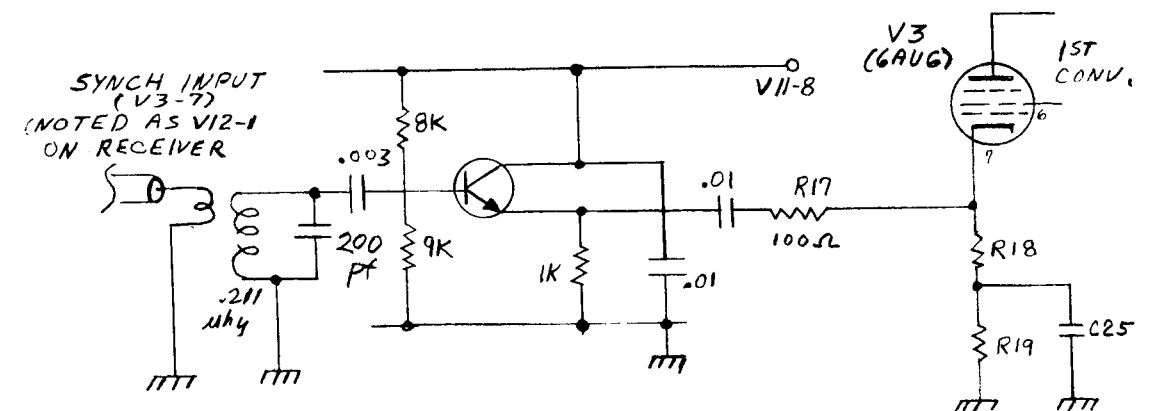 SYNCH INPUT
(V3-7)
(NOTED AS V12-1
ON RECEIVER
.003
8K
9K
200
pf
.211
μhy
V11-8
1K
.01
.01
R17
100Ω
V3
(6AU6)
1ST
CONV.
6
7
R18
R19
C25